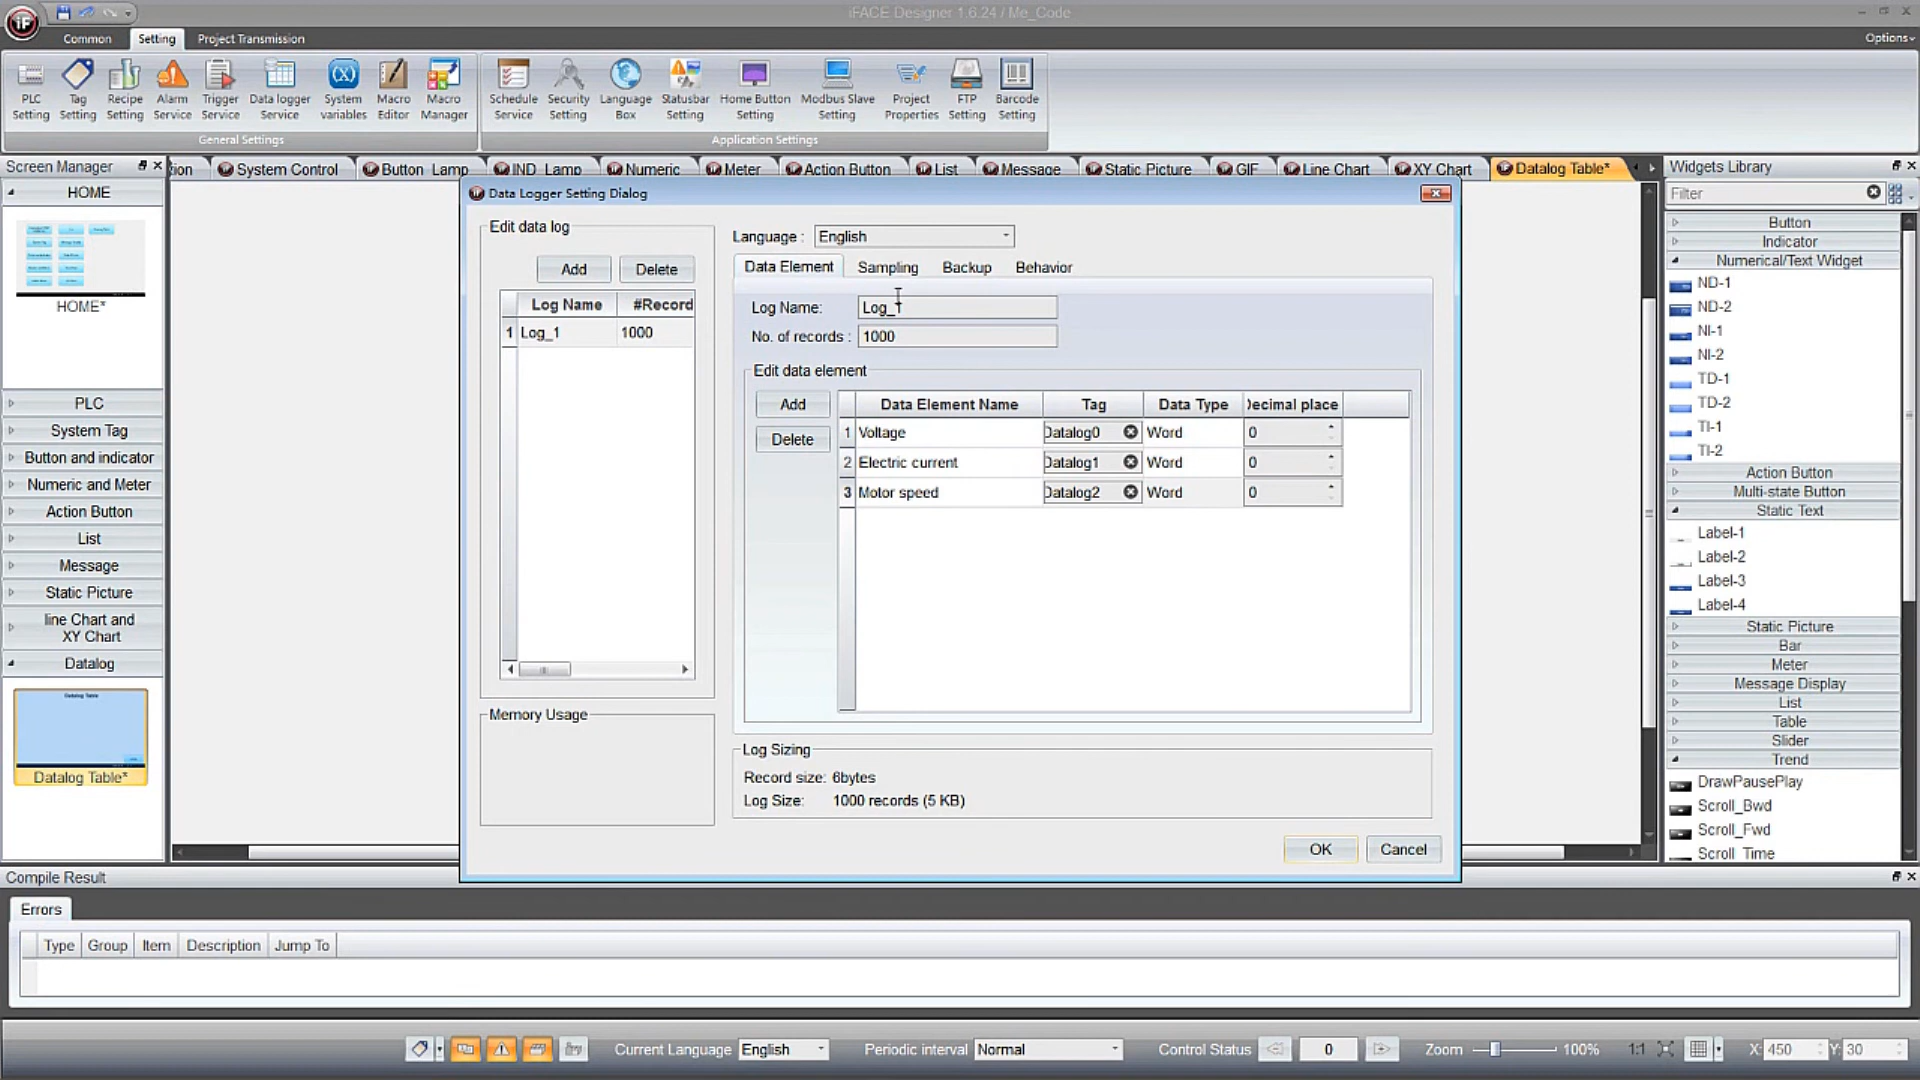 iFACE Designer 1.6.24 / Me_Code
iF
Common Setting Project Transmission Options
PLC Setting
Tag Setting
Recipe Setting
Alarm Service
Trigger Service
Data logger Service
System variables
Macro Editor
Macro Manager
General Settings
Schedule Service
Security Setting
Language Box
Statusbar Setting
Home Button Setting
Modbus Slave Setting
Project Properties
FTP Setting
Barcode Setting
Application Settings
Screen Manager
HOME
HOME*
PLC
System Tag
Button and indicator
Numeric and Meter
Action Button
List
Message
Static Picture
line Chart and
XY Chart
Datalog
Datalog Table
Datalog Table*
tion System Control Button_Lamp IND_Lamp Numeric Meter Action Button List Message Static Picture GIF Line Chart XY Chart Datalog Table*
Data Logger Setting Dialog
Edit data log
Add Delete
Log Name #Record
1 Log_1 1000
Memory Usage
Language : English
Data Element Sampling Backup Behavior
Log Name: Log_1
No. of records : 1000
Edit data element
Add
Delete
Data Element Name Tag Data Type Decimal place
1 Voltage Datalog0 Word 0
2 Electric current Datalog1 Word 0
3 Motor speed Datalog2 Word 0
Log Sizing
Record size: 6bytes
Log Size: 1000 records (5 KB)
OK Cancel
Widgets Library
Filter
Button
Indicator
Numerical/Text Widget
ND-1
ND-2
NI-1
NI-2
TD-1
TD-2
TI-1
TI-2
Action Button
Multi-state Button
Static Text
Label-1
Label-2
Label-3
Label-4
Static Picture
Bar
Meter
Message Display
List
Table
Slider
Trend
DrawPausePlay
Scroll_Bwd
Scroll_Fwd
Scroll_Time
Compile Result
Errors
Type Group Item Description Jump To
Current Language English Periodic interval Normal Control Status 0 Zoom 100% 1:1 X: 450 Y: 30